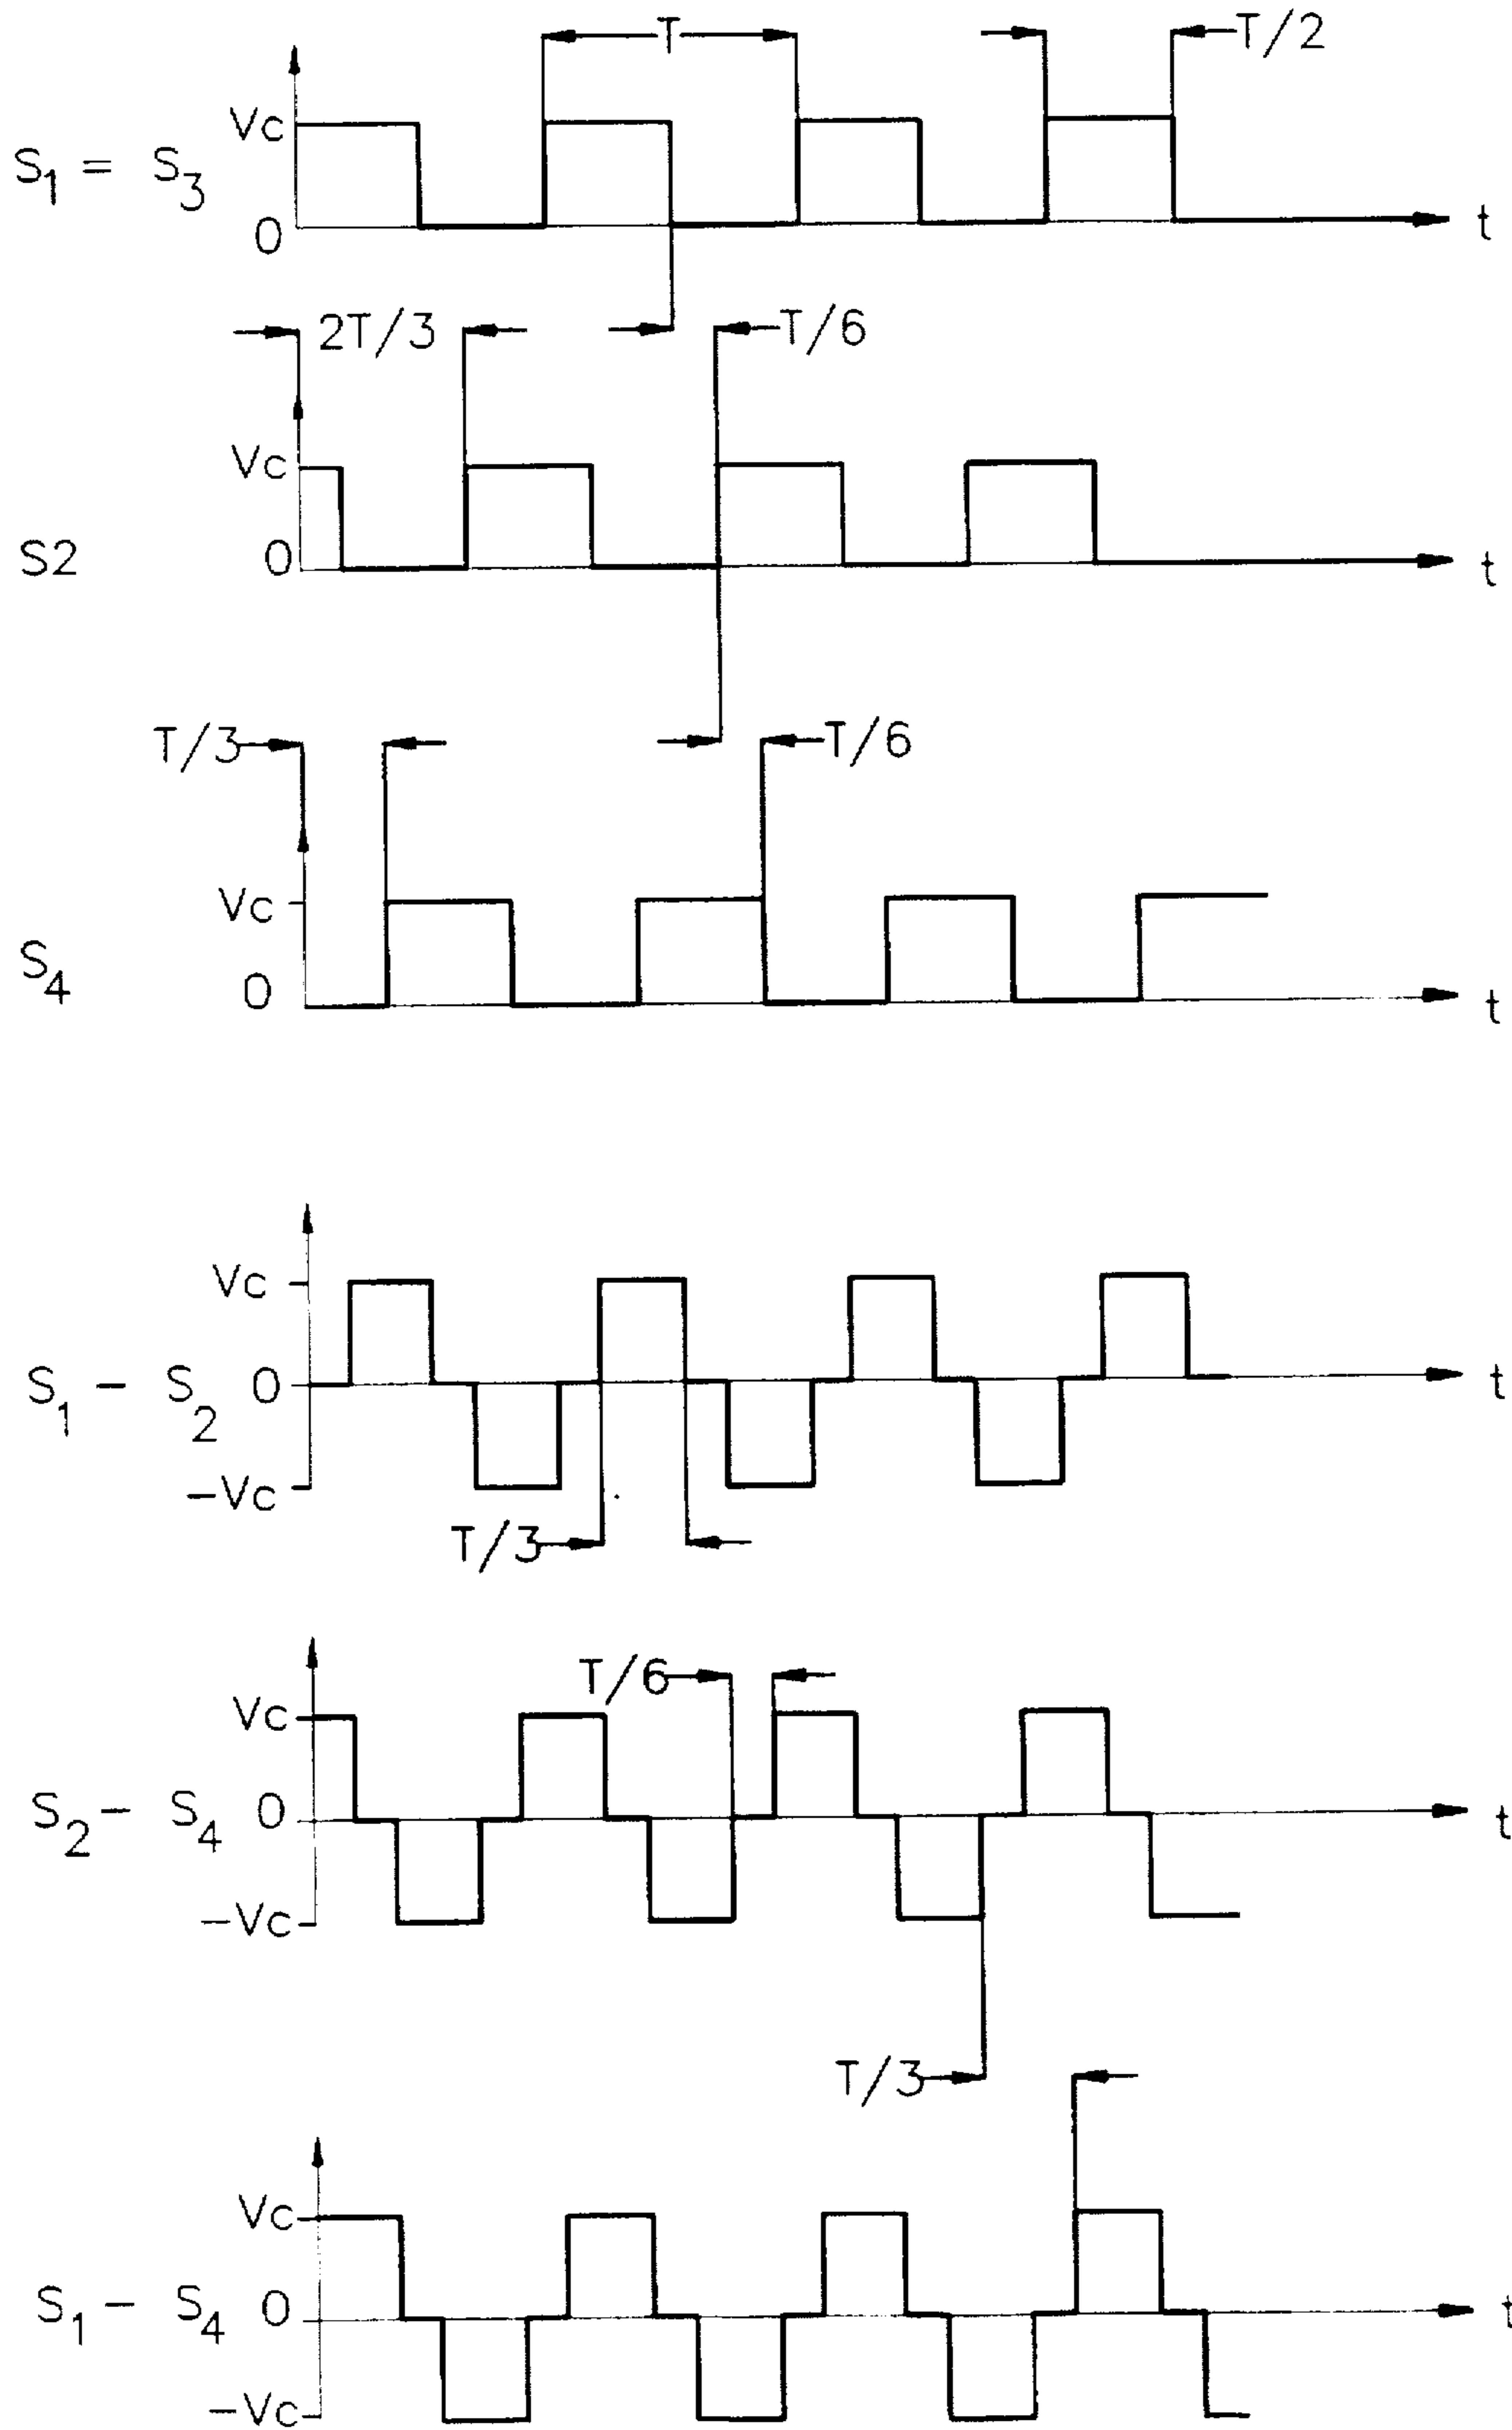 T
T/2
Vc
S1 = S3
0
t
2T/3
T/6
Vc
S2
0
t
T/3
T/6
Vc
S4
0
t
Vc
S1 - S2
0
t
-Vc
T/3
T/6
Vc
S2 - S4
0
t
-Vc
T/3
Vc
S1 - S4
0
t
-Vc